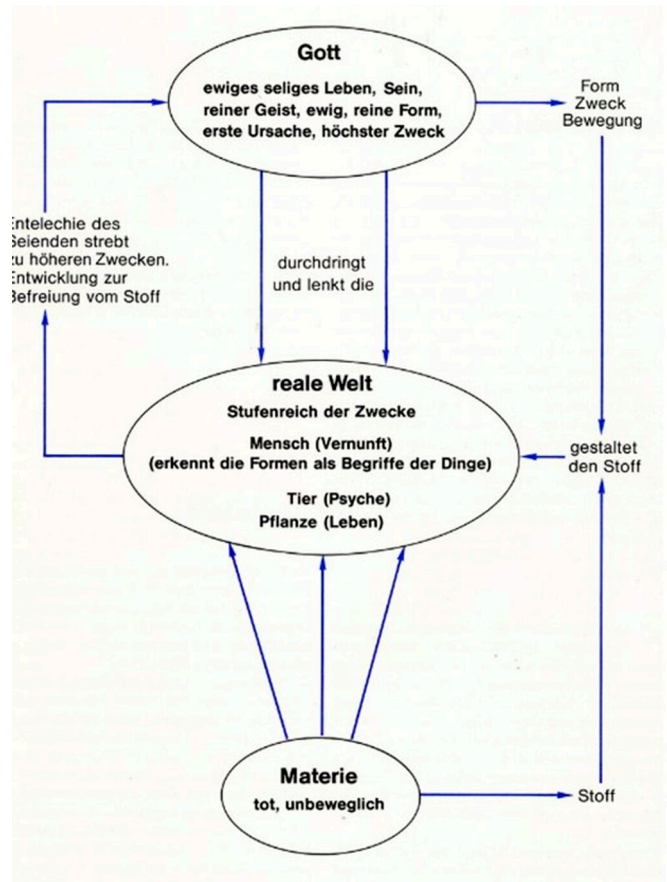 Gott
ewiges seliges Leben, Sein,
reiner Geist, ewig, reine Form,
erste Ursache, höchster Zweck
Form
Zweck
Bewegung
ntelechie des
Seienden strebt
zu höheren Zwecken.
Entwicklung zur
Befreiung vom Stoff
durchdringt
und lenkt die
reale Welt
Stufenreich der Zwecke
Mensch (Vernunft)
(erkennt die Formen als Begriffe der Dinge)
Tier (Psyche)
Pflanze (Leben)
gestaltet
den Stoff
Materie
tot, unbeweglich
Stoff